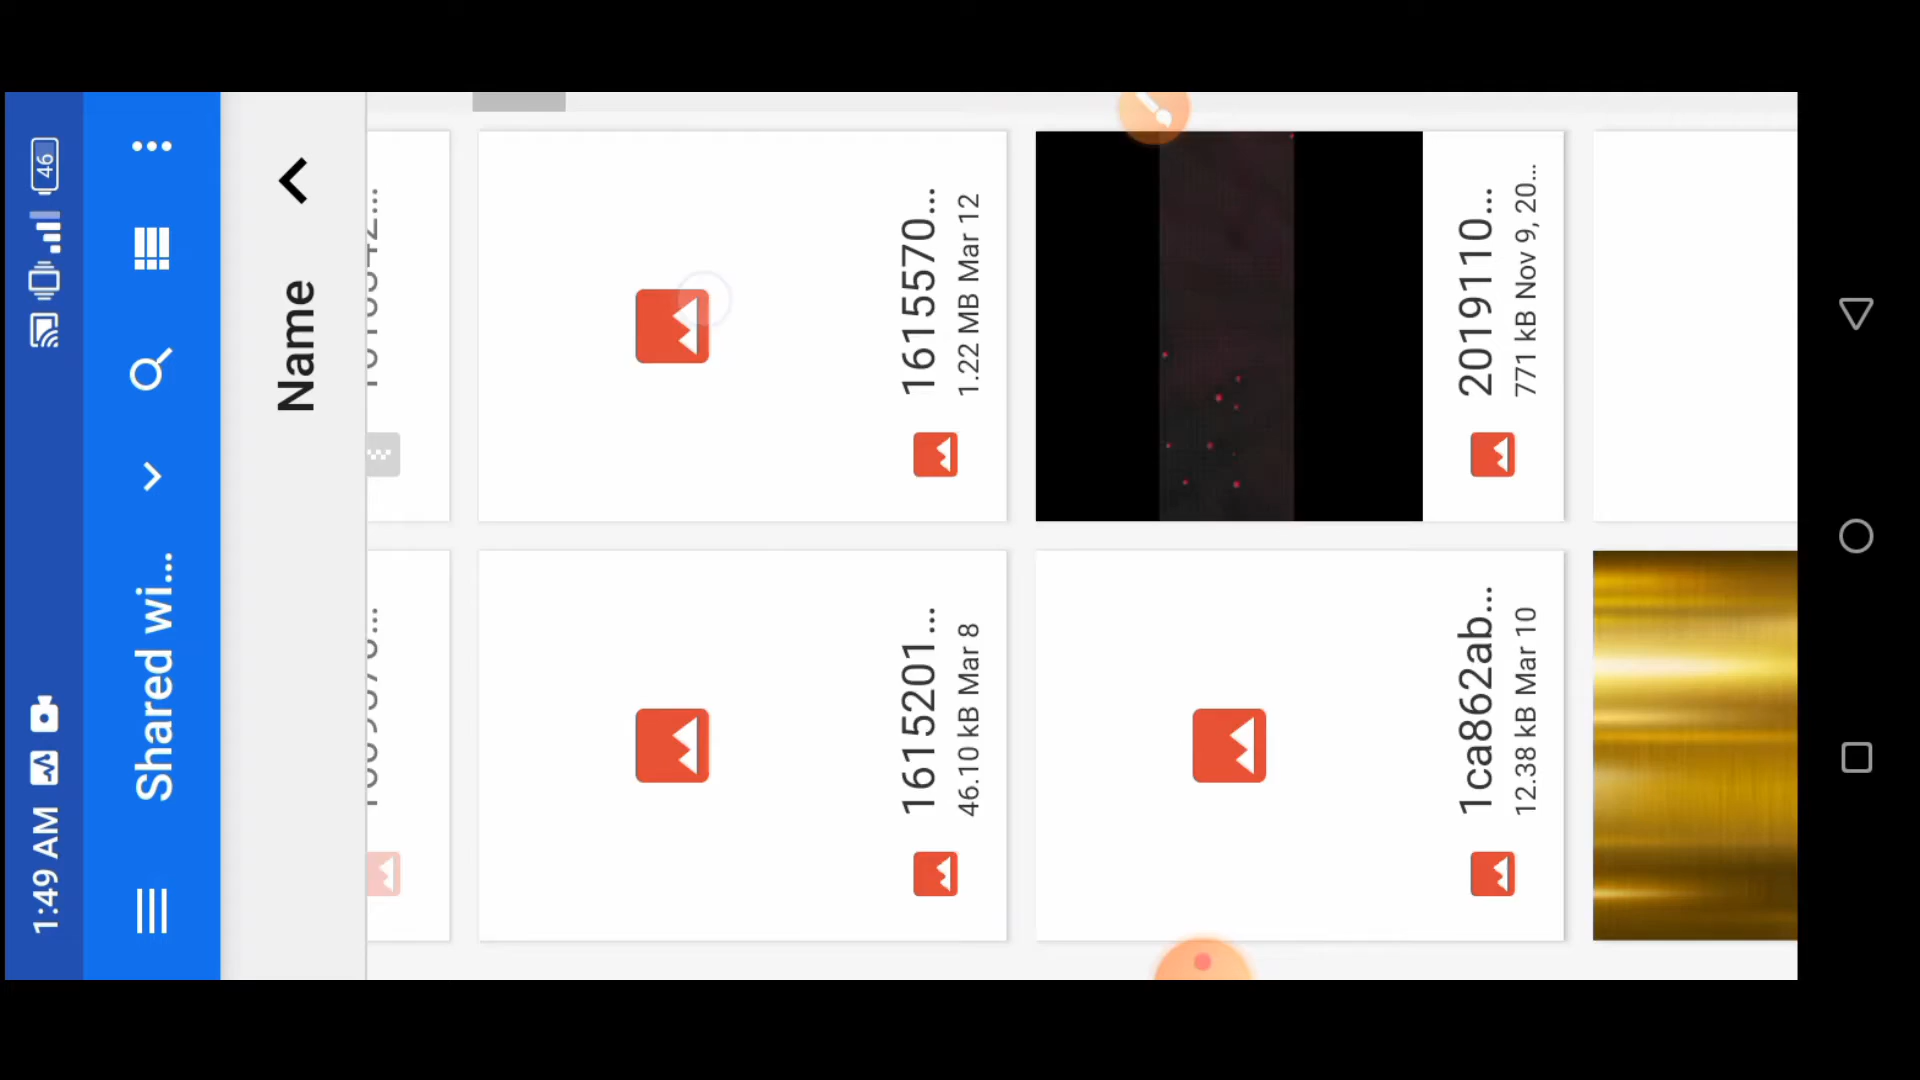 1:49 AM
46
Shared wi...
Name
1615201...
46.10 kB Mar 8
1615570...
1.22 MB Mar 12
1ca862ab...
12.38 kB Mar 10
2019110...
771 kB Nov 9, 20...